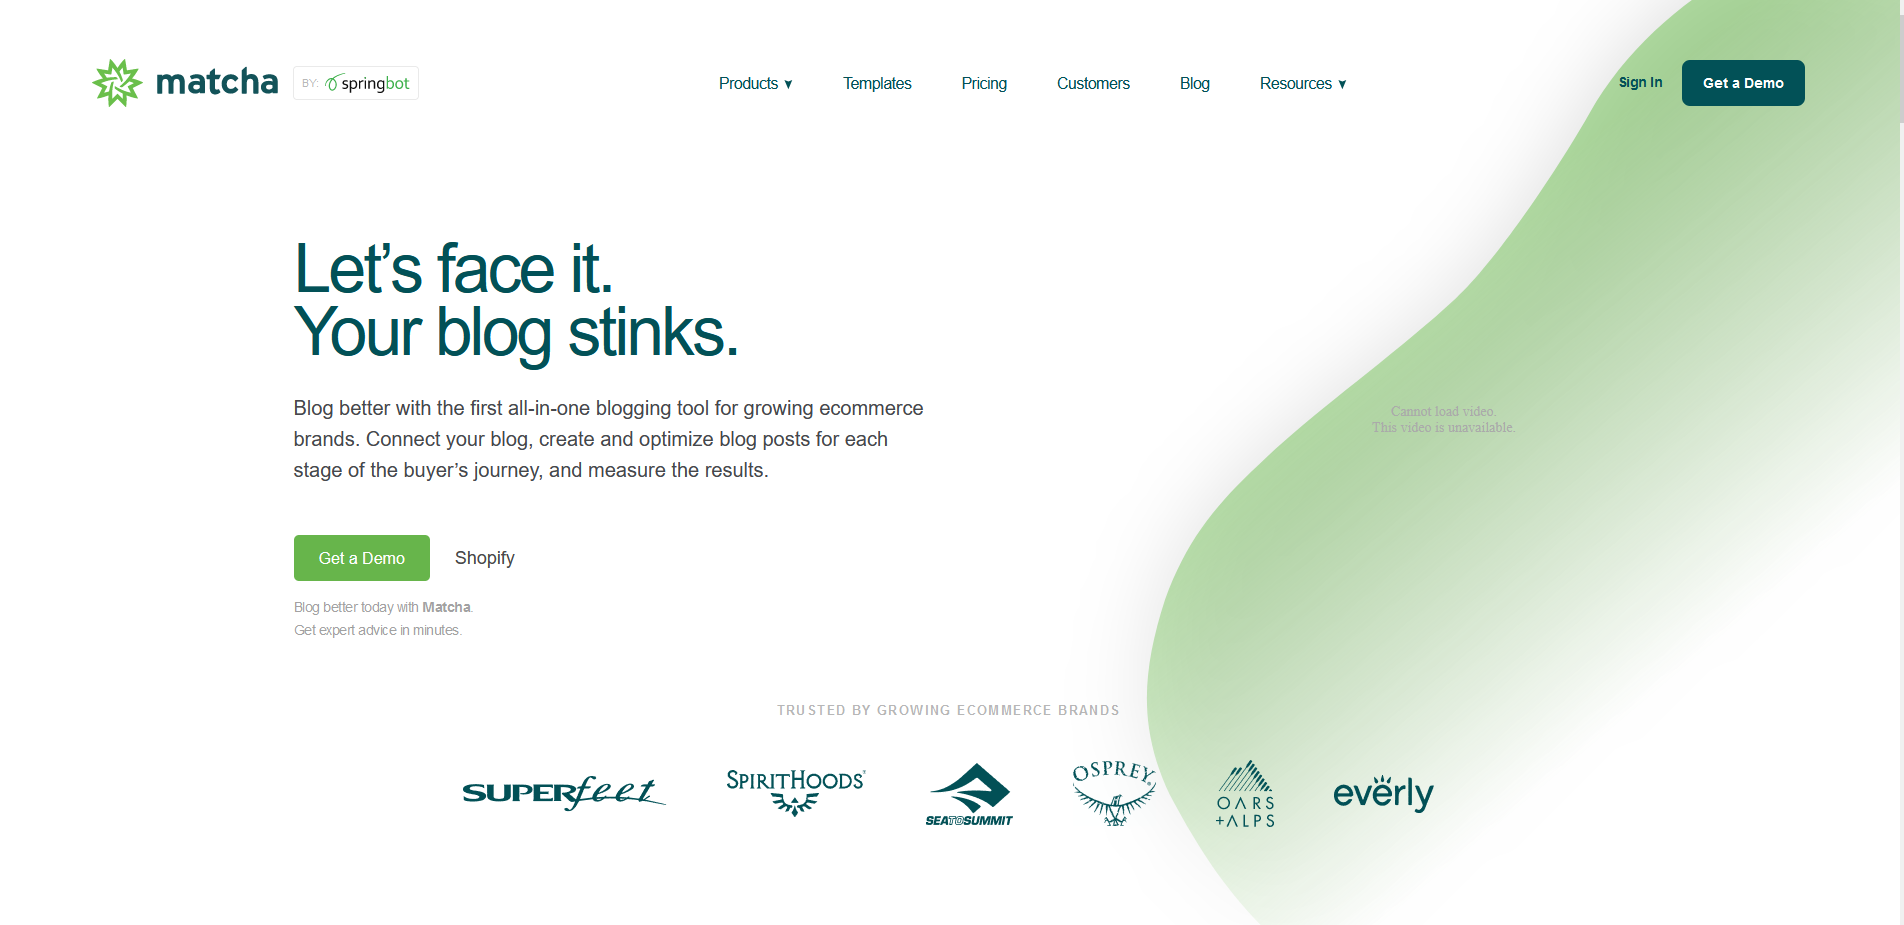 matcha
BY: springbot
Products
Templates
Pricing
Customers
Blog
Resources
Sign In
Get a Demo
Let’s face it.
Your blog stinks.
Blog better with the first all-in-one blogging tool for growing ecommerce
brands. Connect your blog, create and optimize blog posts for each
stage of the buyer’s journey, and measure the results.
Cannot load video.
This video is unavailable.
Get a Demo
Shopify
Blog better today with Matcha.
Get expert advice in minutes.
TRUSTED BY GROWING ECOMMERCE BRANDS
SUPERfeet
SPIRITHOODS
SEATOSUMMIT
OSPREY
OARS
+ALPS
everly